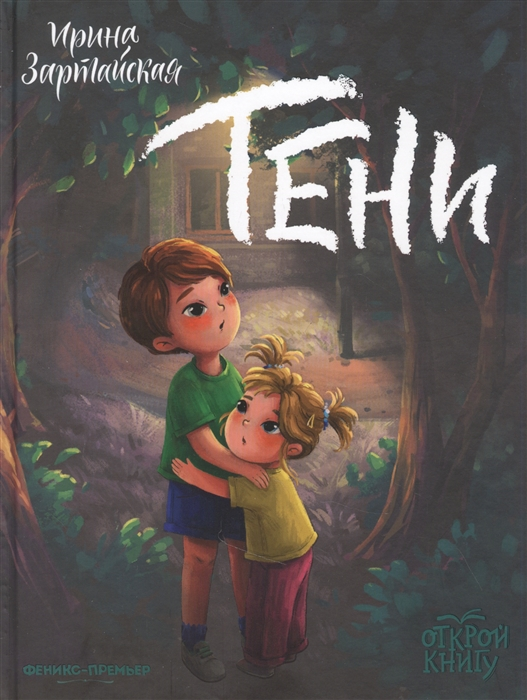 Ирина
Зартайская
ТЕНИ
ОТКРОЙ
КНИГУ
ФЕНИКС-ПРЕМЬЕР